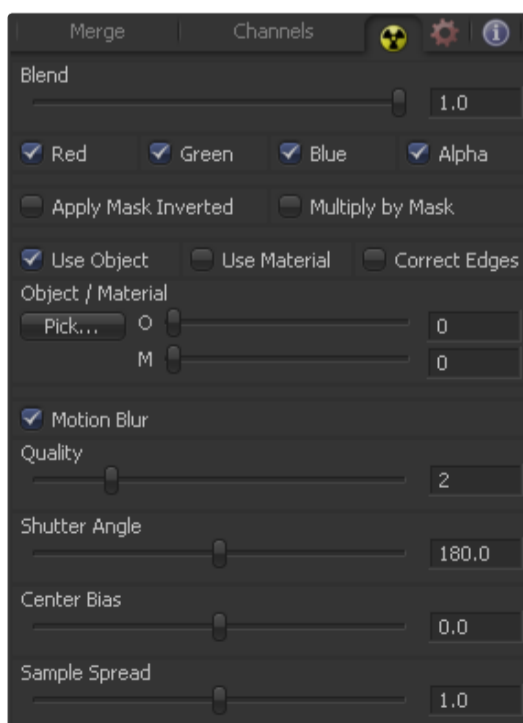 Merge Channels
Blend
1.0
Red Green Blue Alpha
Apply Mask Inverted Multiply by Mask
Use Object Use Material Correct Edges
Object / Material
Pick... O 0
M 0
Motion Blur
Quality
2
Shutter Angle
180.0
Center Bias
0.0
Sample Spread
1.0